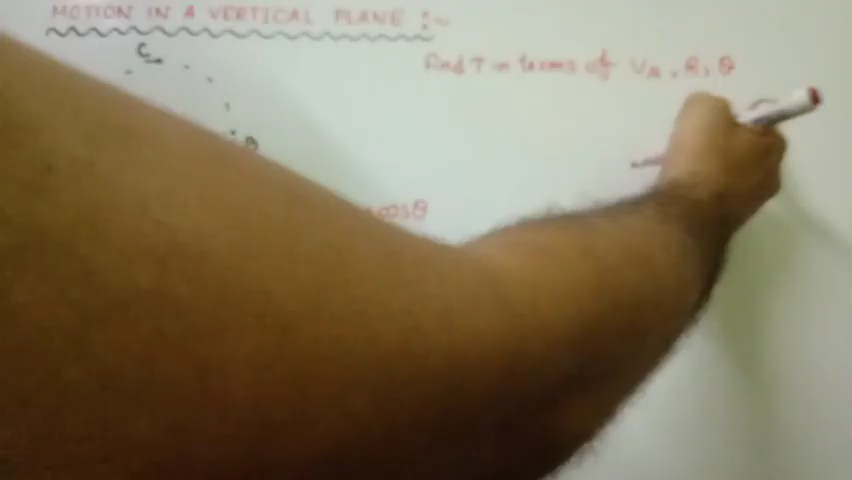 MOTION IN A VERTICAL PLANE :~
C
find T in terms of VA, R, θ
B
cosθ